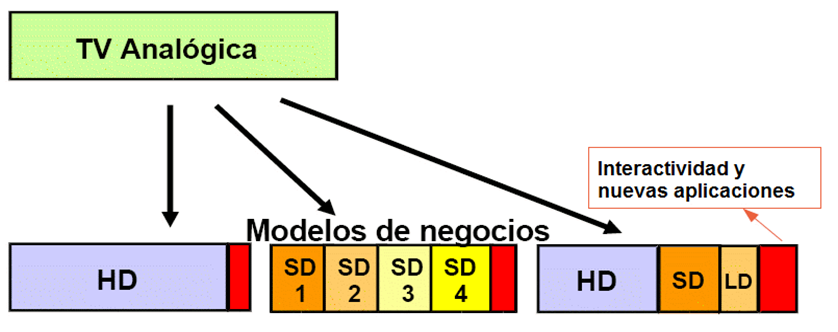 TV Analógica
Interactividad y
nuevas aplicaciones
Modelos de negocios
HD
SD
1
SD
2
SD
3
SD
4
HD
SD
LD